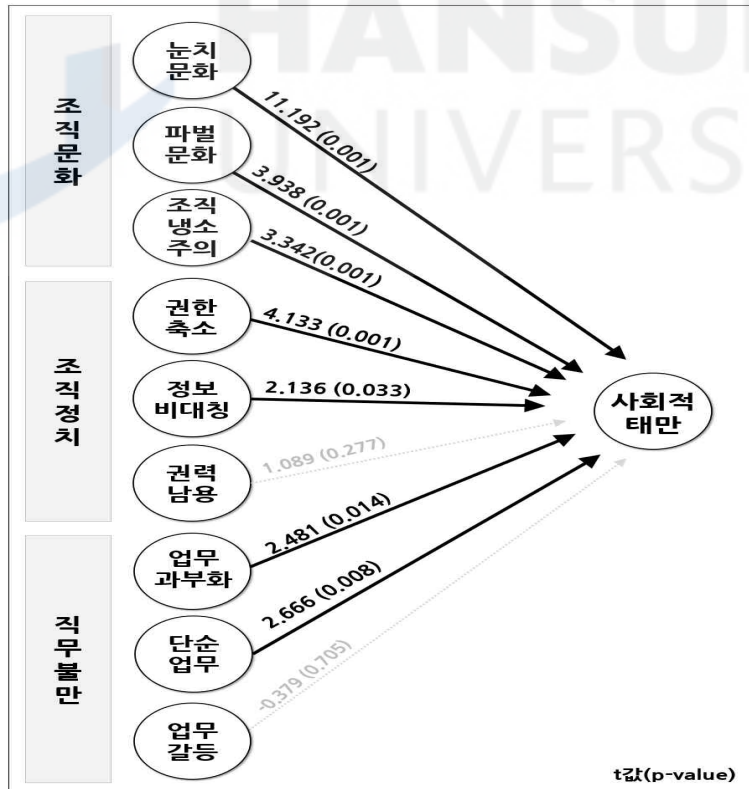 HANSU
UNIVERS
조직문화
눈치
문화
11.192 (0.001)
파벌
문화
3.938 (0.001)
조직
냉소
주의
3.342(0.001)
조직정치
권한
축소
4.133 (0.001)
정보
비대칭
2.136 (0.033)
권력
남용
1.089 (0.277)
사회적
태만
직무불만
업무
과부화
2.481 (0.014)
단순
업무
2.666 (0.008)
업무
갈등
-0.379 (0.705)
t값(p-value)